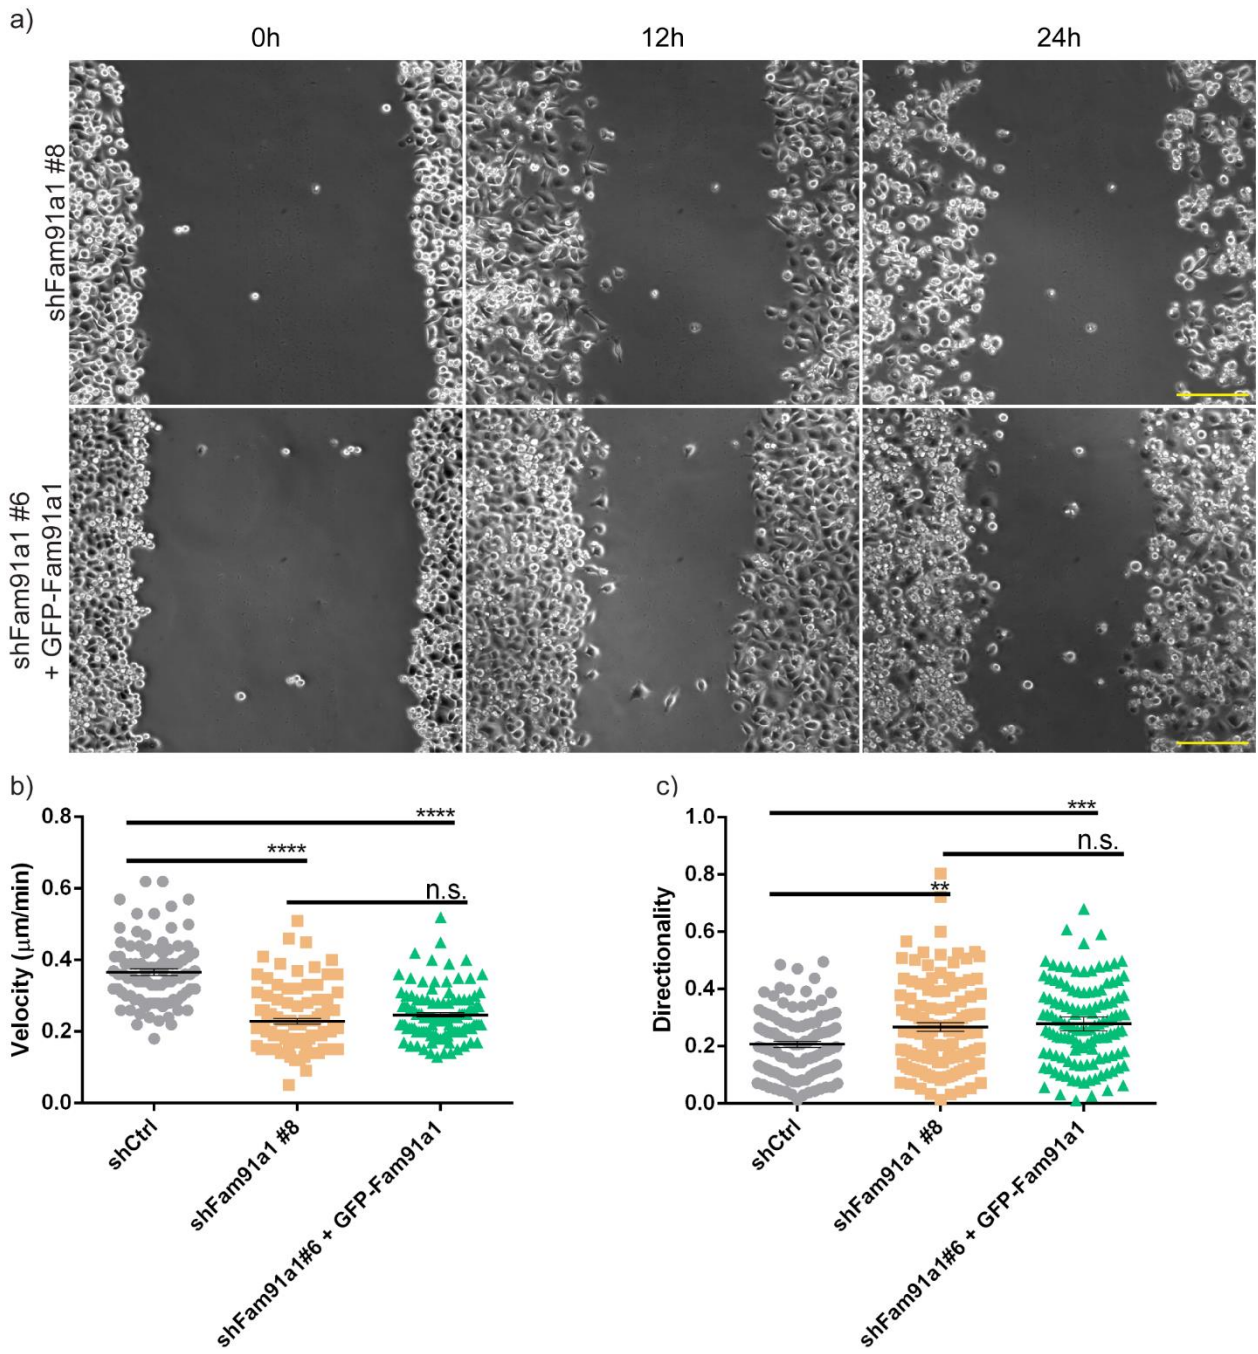 a)
0h 12h 24h
shFam91a1 #8
shFam91a1 #6
+ GFP-Fam91a1
b)
Velocity (μm/min)
0.8
0.6
0.4
0.2
0.0
****
****
n.s.
shCtrl
shFam91a1 #8
shFam91a1#6 + GFP-Fam91a1
c)
Directionality
1.0
0.8
0.6
0.4
0.2
0.0
***
n.s.
**
shCtrl
shFam91a1 #8
shFam91a1#6 + GFP-Fam91a1